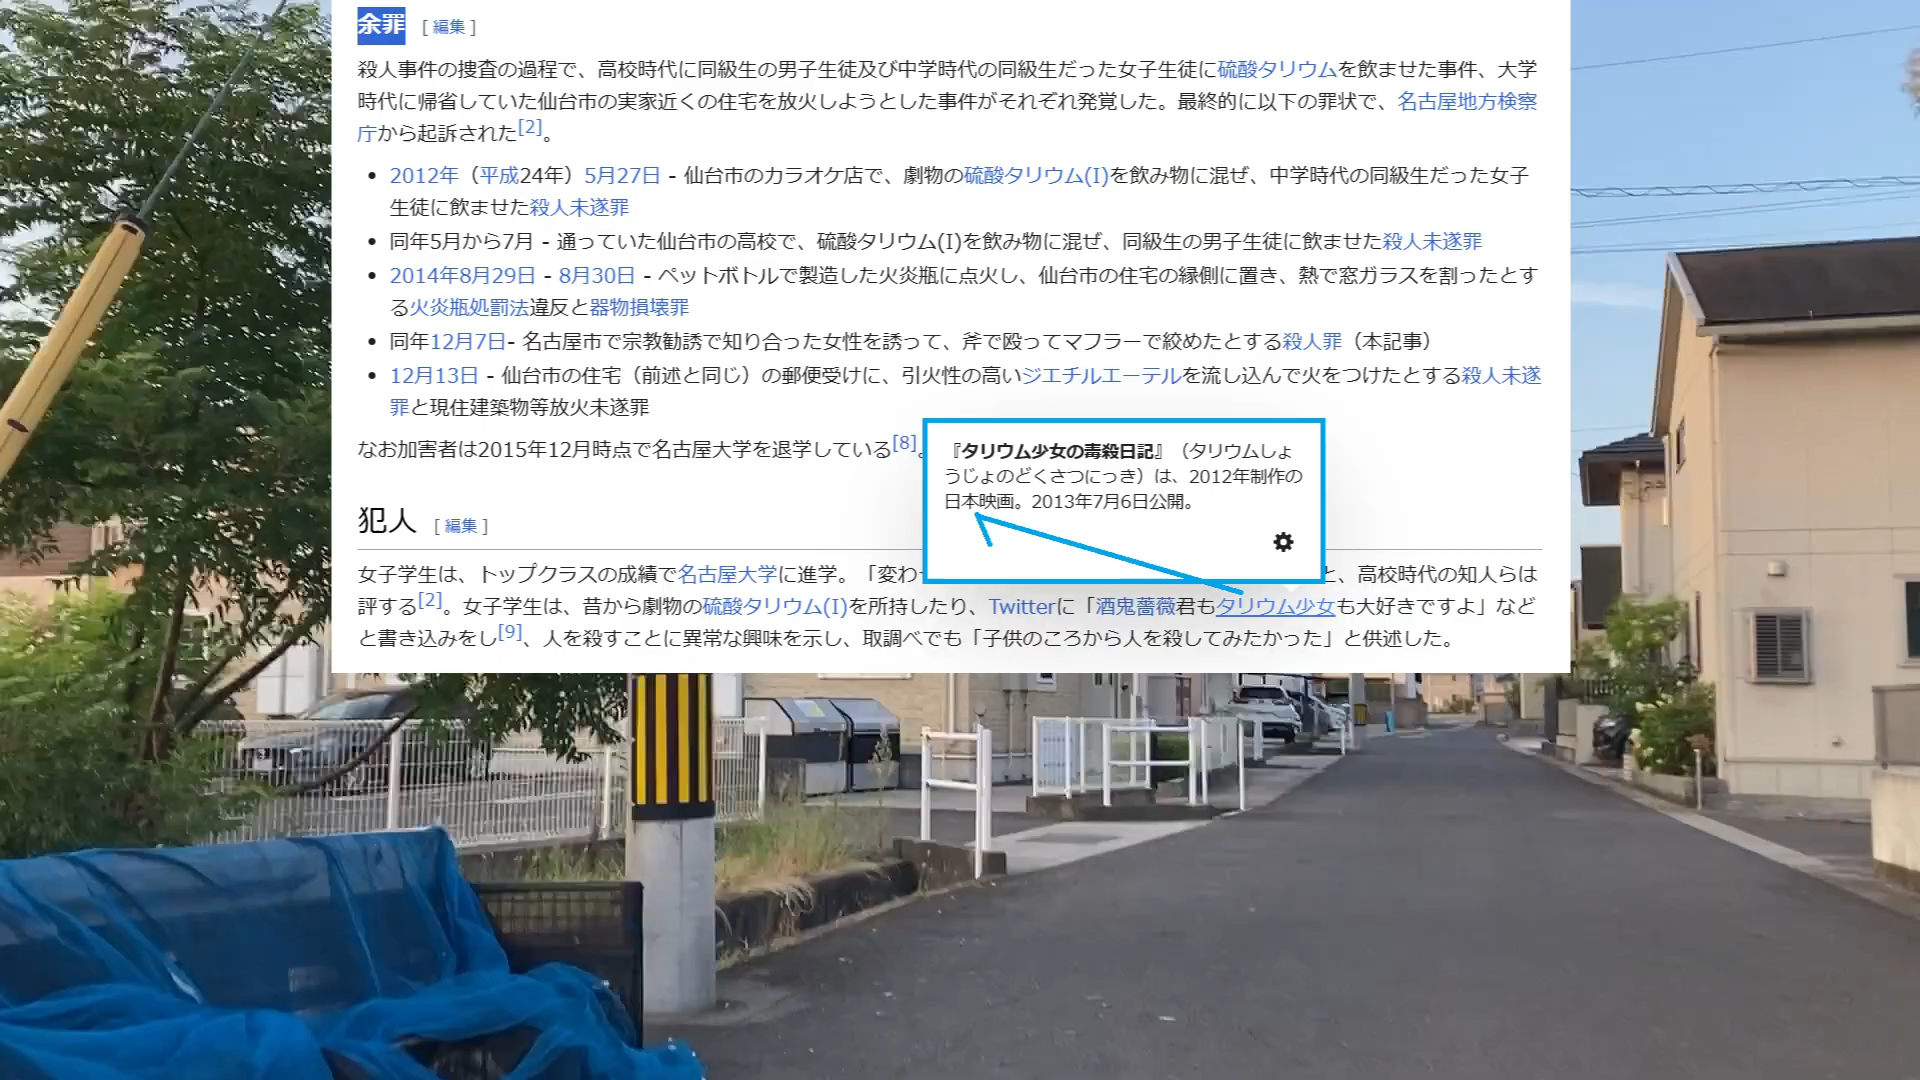 余罪 [ 編集 ]
殺人事件の捜査の過程で、高校時代に同級生の男子生徒及び中学時代の同級生だった女子生徒に硫酸タリウムを飲ませた事件、大学
時代に帰省していた仙台市の実家近くの住宅を放火しようとした事件がそれぞれ発覚した。最終的に以下の罪状で、名古屋地方検察
庁から起訴された[2]。
• 2012年（平成24年）5月27日 - 仙台市のカラオケ店で、劇物の硫酸タリウム(I)を飲み物に混ぜ、中学時代の同級生だった女子
生徒に飲ませた殺人未遂罪
• 同年5月から7月 - 通っていた仙台市の高校で、硫酸タリウム(I)を飲み物に混ぜ、同級生の男子生徒に飲ませた殺人未遂罪
• 2014年8月29日 - 8月30日 - ペットボトルで製造した火炎瓶に点火し、仙台市の住宅の縁側に置き、熱で窓ガラスを割ったとす
る火炎瓶処罰法違反と器物損壊罪
• 同年12月7日- 名古屋市で宗教勧誘で知り合った女性を誘って、斧で殴ってマフラーで絞めたとする殺人罪（本記事）
• 12月13日 - 仙台市の住宅（前述と同じ）の郵便受けに、引火性の高いジエチルエーテルを流し込んで火をつけたとする殺人未遂
罪と現住建築物等放火未遂罪
なお加害者は2015年12月時点で名古屋大学を退学している[8]。
『タリウム少女の毒殺日記』（タリウムしょ
うじょのどくさつにっき）は、2012年制作の
日本映画。2013年7月6日公開。
犯人 [ 編集 ]
女子学生は、トップクラスの成績で名古屋大学に進学。「変わ と、高校時代の知人らは
評する[2]。女子学生は、昔から劇物の硫酸タリウム(I)を所持したり、Twitterに「酒鬼薔薇君もタリウム少女も大好きですよ」など
と書き込みをし[9]、人を殺すことに異常な興味を示し、取調べでも「子供のころから人を殺してみたかった」と供述した。